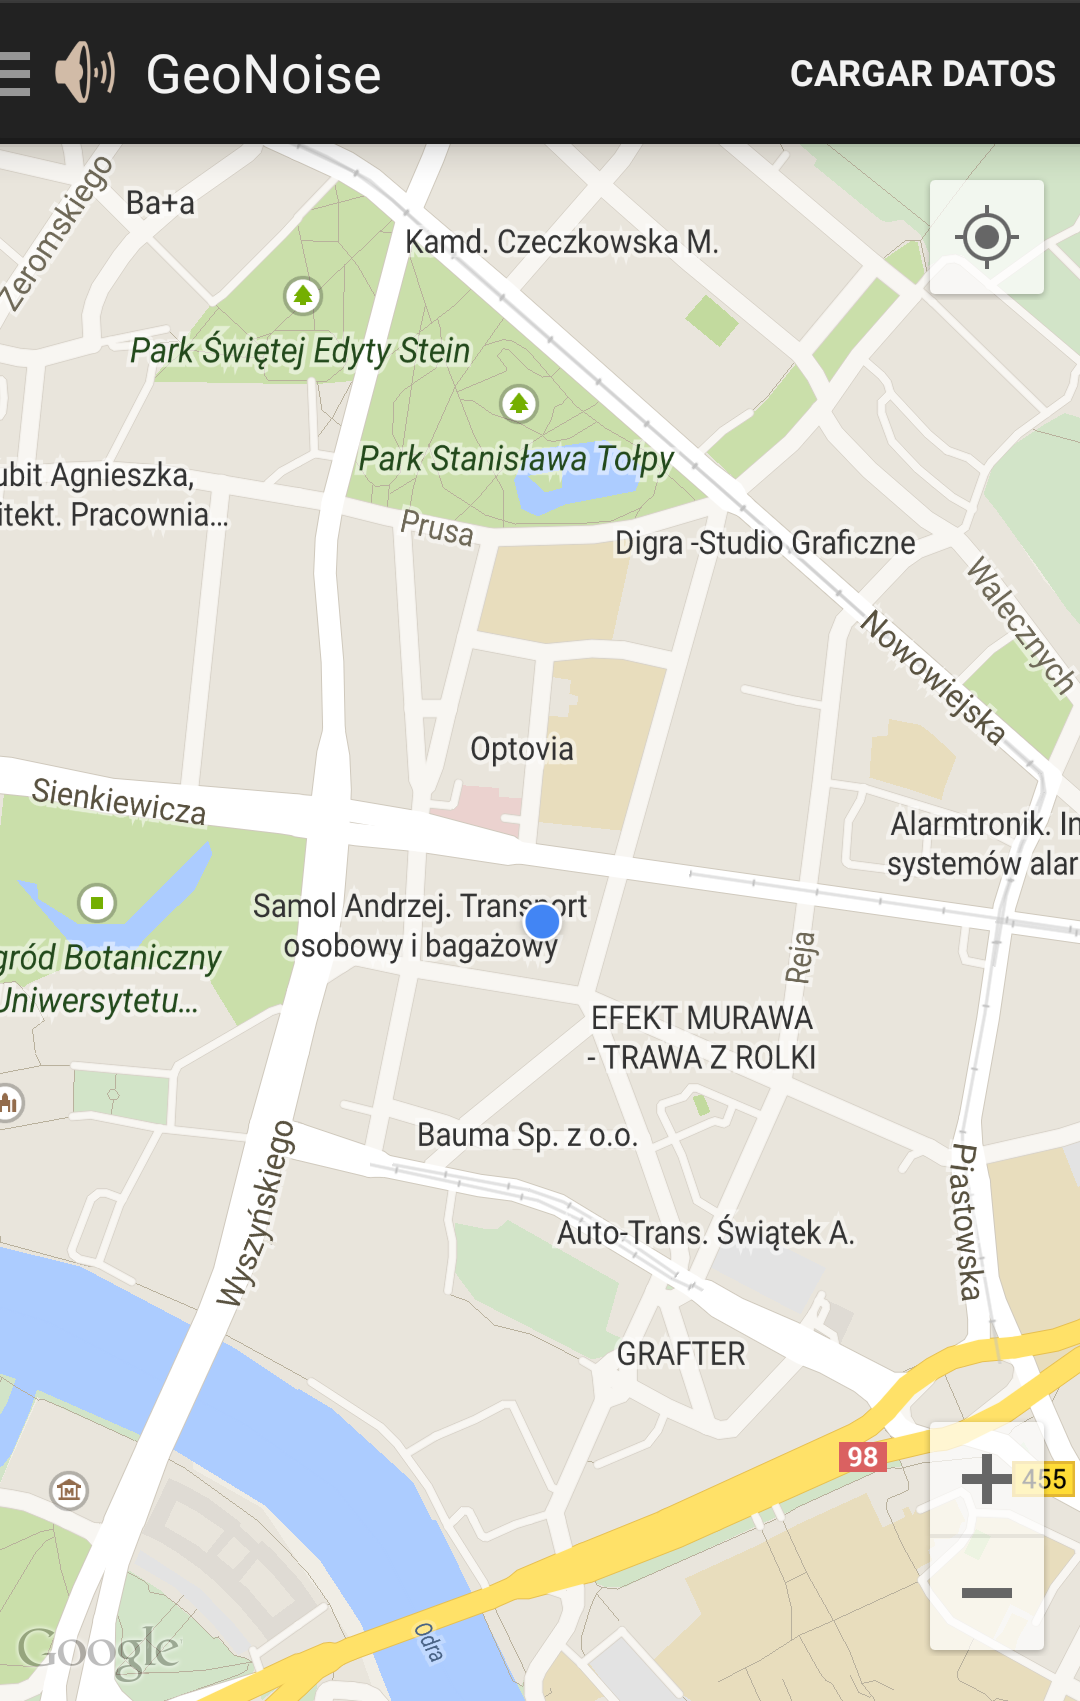 GeoNoise
CARGAR DATOS
Zeromskiego
Ba+a
Kamd. Czeczkowska M.
Park Świętej Edyty Stein
Park Stanisława Tołpy
ubit Agnieszka,
itekt. Pracownia...
Prusa
Digra -Studio Graficzne
Walecznych
Nowowiejska
Optovia
Sienkiewicza
Alarmtronik. In
systemów alar
Samol Andrzej. Transport
osobowy i bagażowy
gród Botaniczny
Uniwersytetu...
Reja
EFEKT MURAWA
- TRAWA Z ROLKI
Bauma Sp. z o.o.
Wyszyńskiego
Piastowska
Auto-Trans. Świątek A.
GRAFTER
98
455
Odra
Google